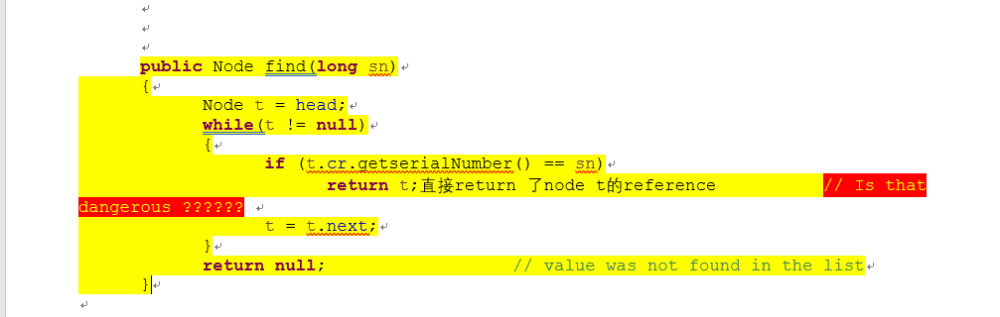 public Node find(long sn)
{
Node t = head;
while(t != null)
{
if (t.cr.getserialNumber() == sn)
return t;直接return 了node t的reference // Is that
dangerous ??????
t = t.next;
}
return null; // value was not found in the list
}